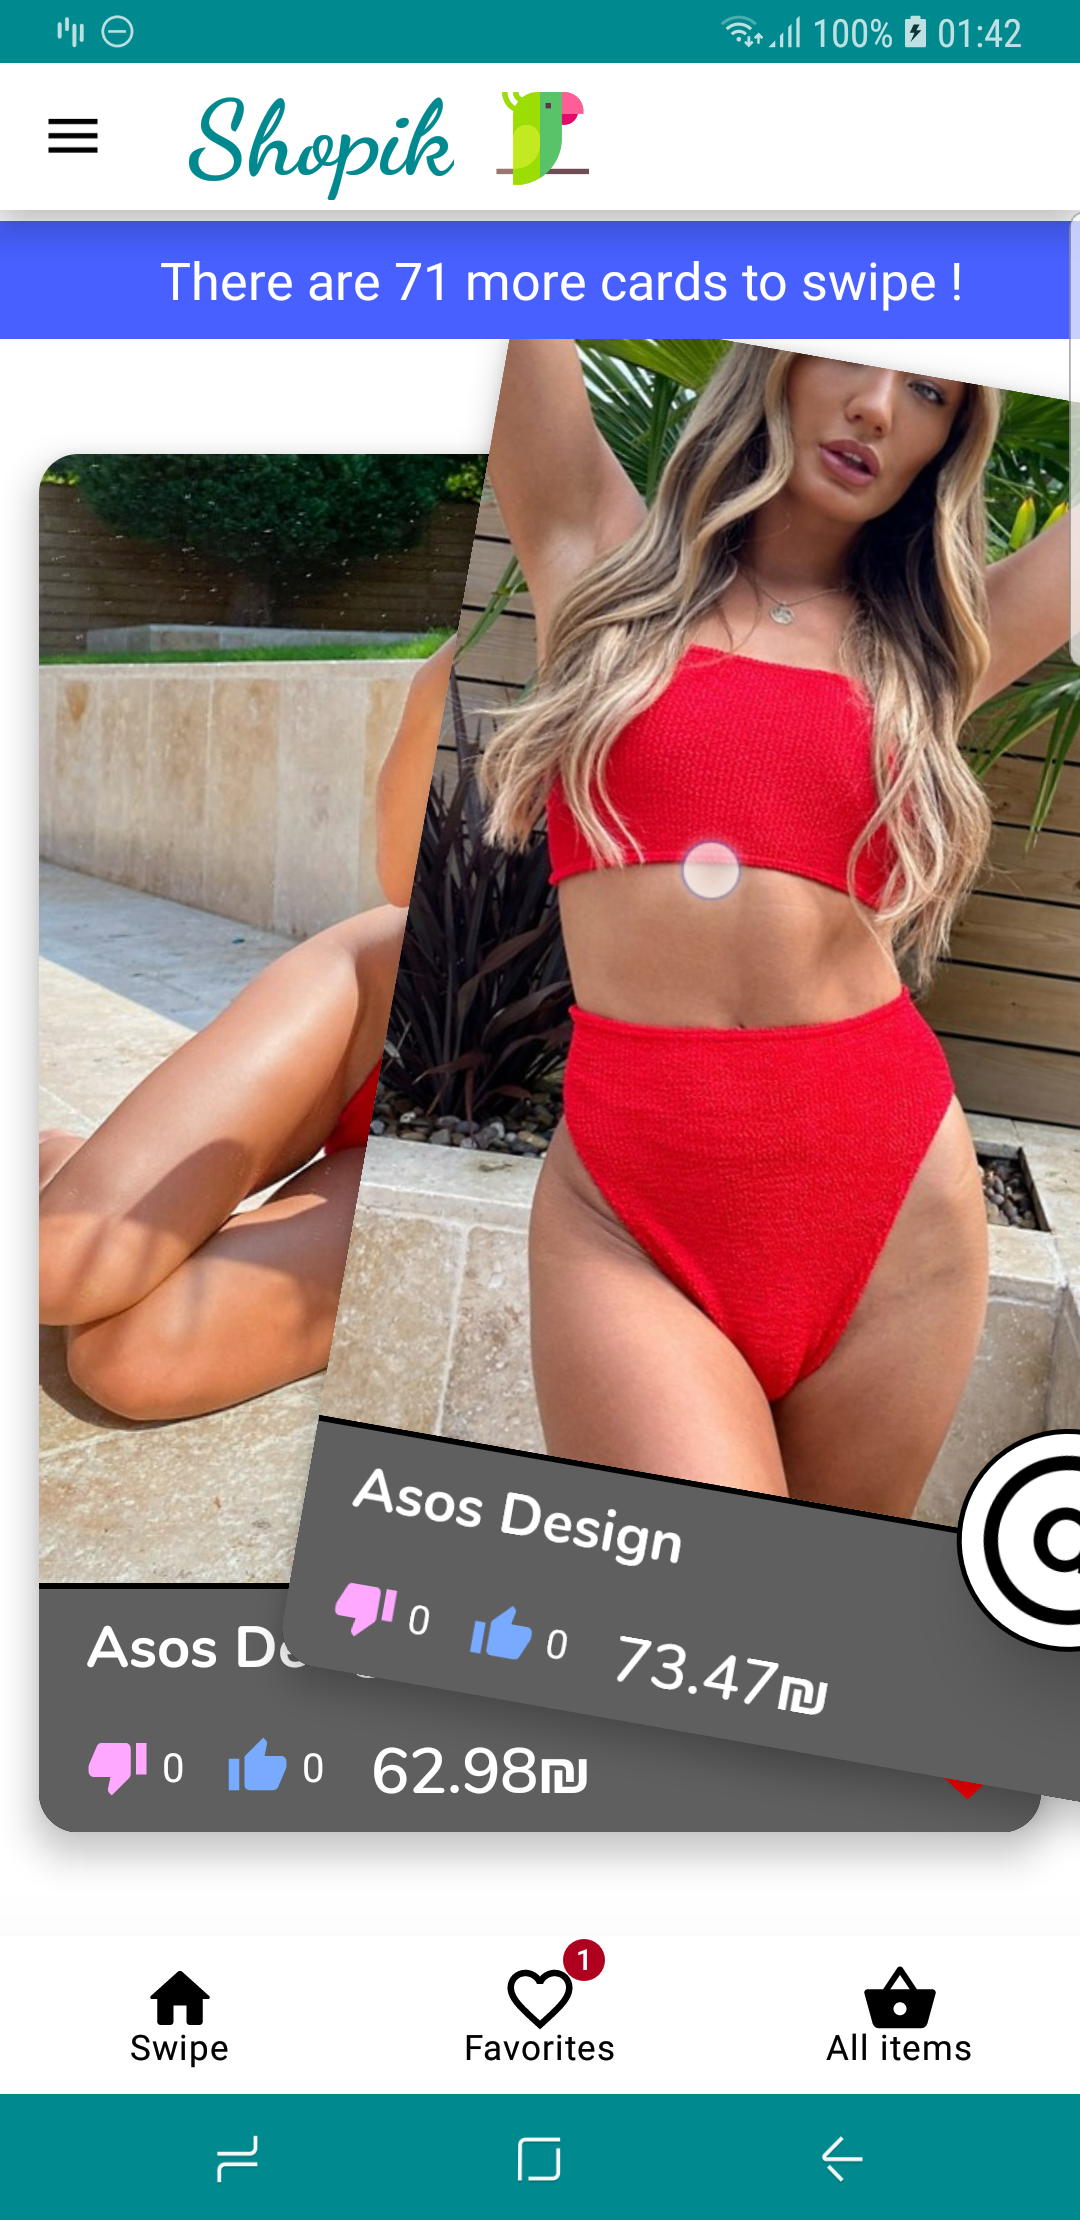 100% 01:42
Shopik
There are 71 more cards to swipe !
Asos Design
0 0 73.47₪
Asos De
0 0 62.98₪
1
Swipe Favorites All items